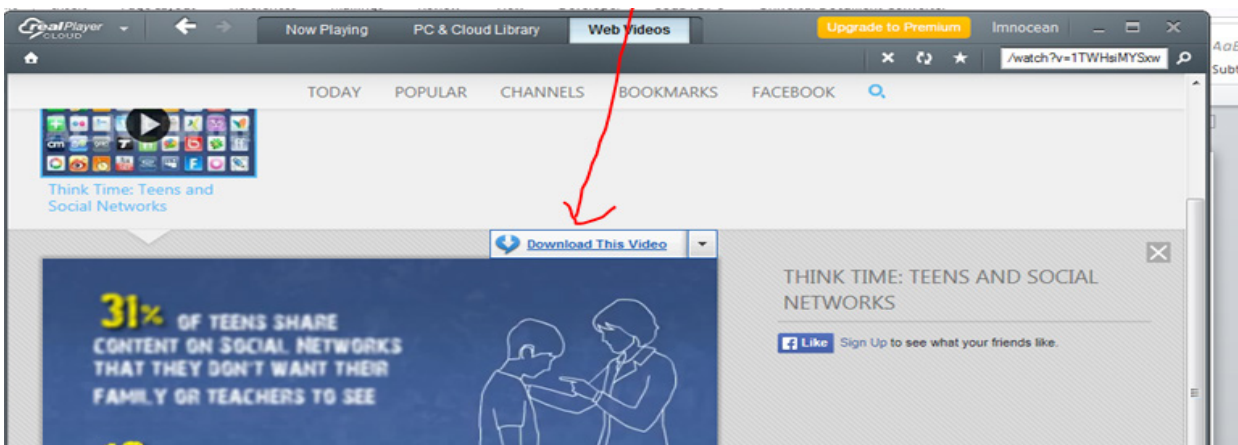 RealPlayer
CLOUD
Now Playing
PC & Cloud Library
Web Videos
Upgrade to Premium
Imnocean
/watch?v=1TWHsiMYSxw
TODAY
POPULAR
CHANNELS
BOOKMARKS
FACEBOOK
Think Time: Teens and
Social Networks
Download This Video
31% OF TEENS SHARE
CONTENT ON SOCIAL NETWORKS
THAT THEY DON'T WANT THEIR
FAMILY OR TEACHERS TO SEE
THINK TIME: TEENS AND SOCIAL
NETWORKS
Like
Sign Up to see what your friends like.